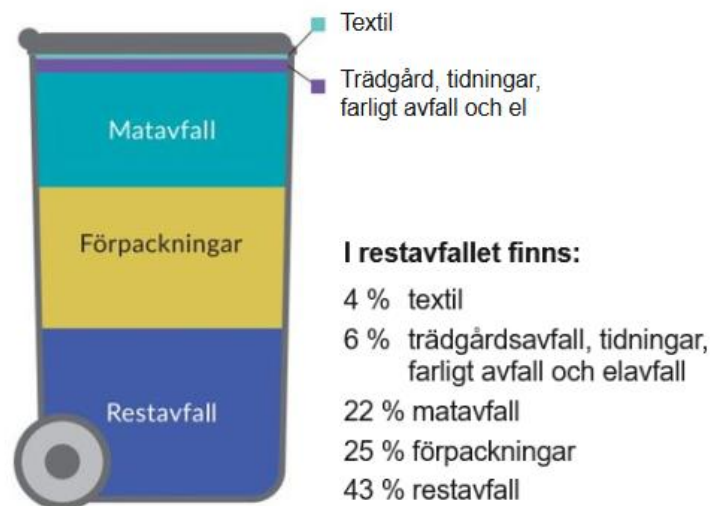 Textil
Trädgård, tidningar,
farligt avfall och el
Matavfall
Förpackningar
Restavfall
I restavfallet finns:
4 % textil
6 % trädgårdsavfall, tidningar,
farligt avfall och elavfall
22 % matavfall
25 % förpackningar
43 % restavfall